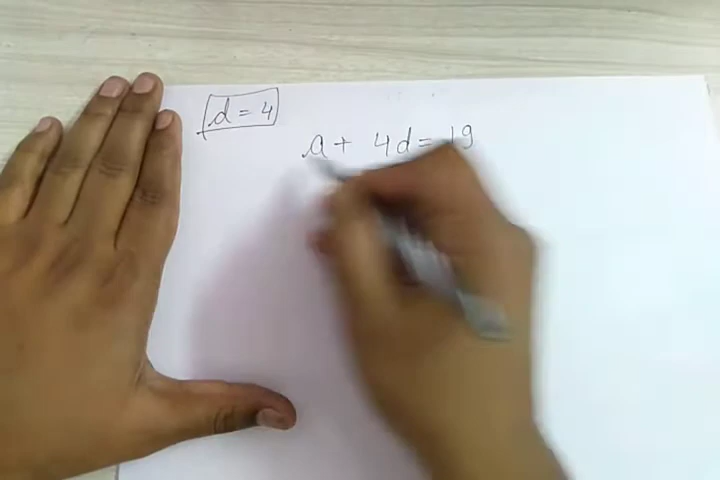 d = 4
a + 4d = 19